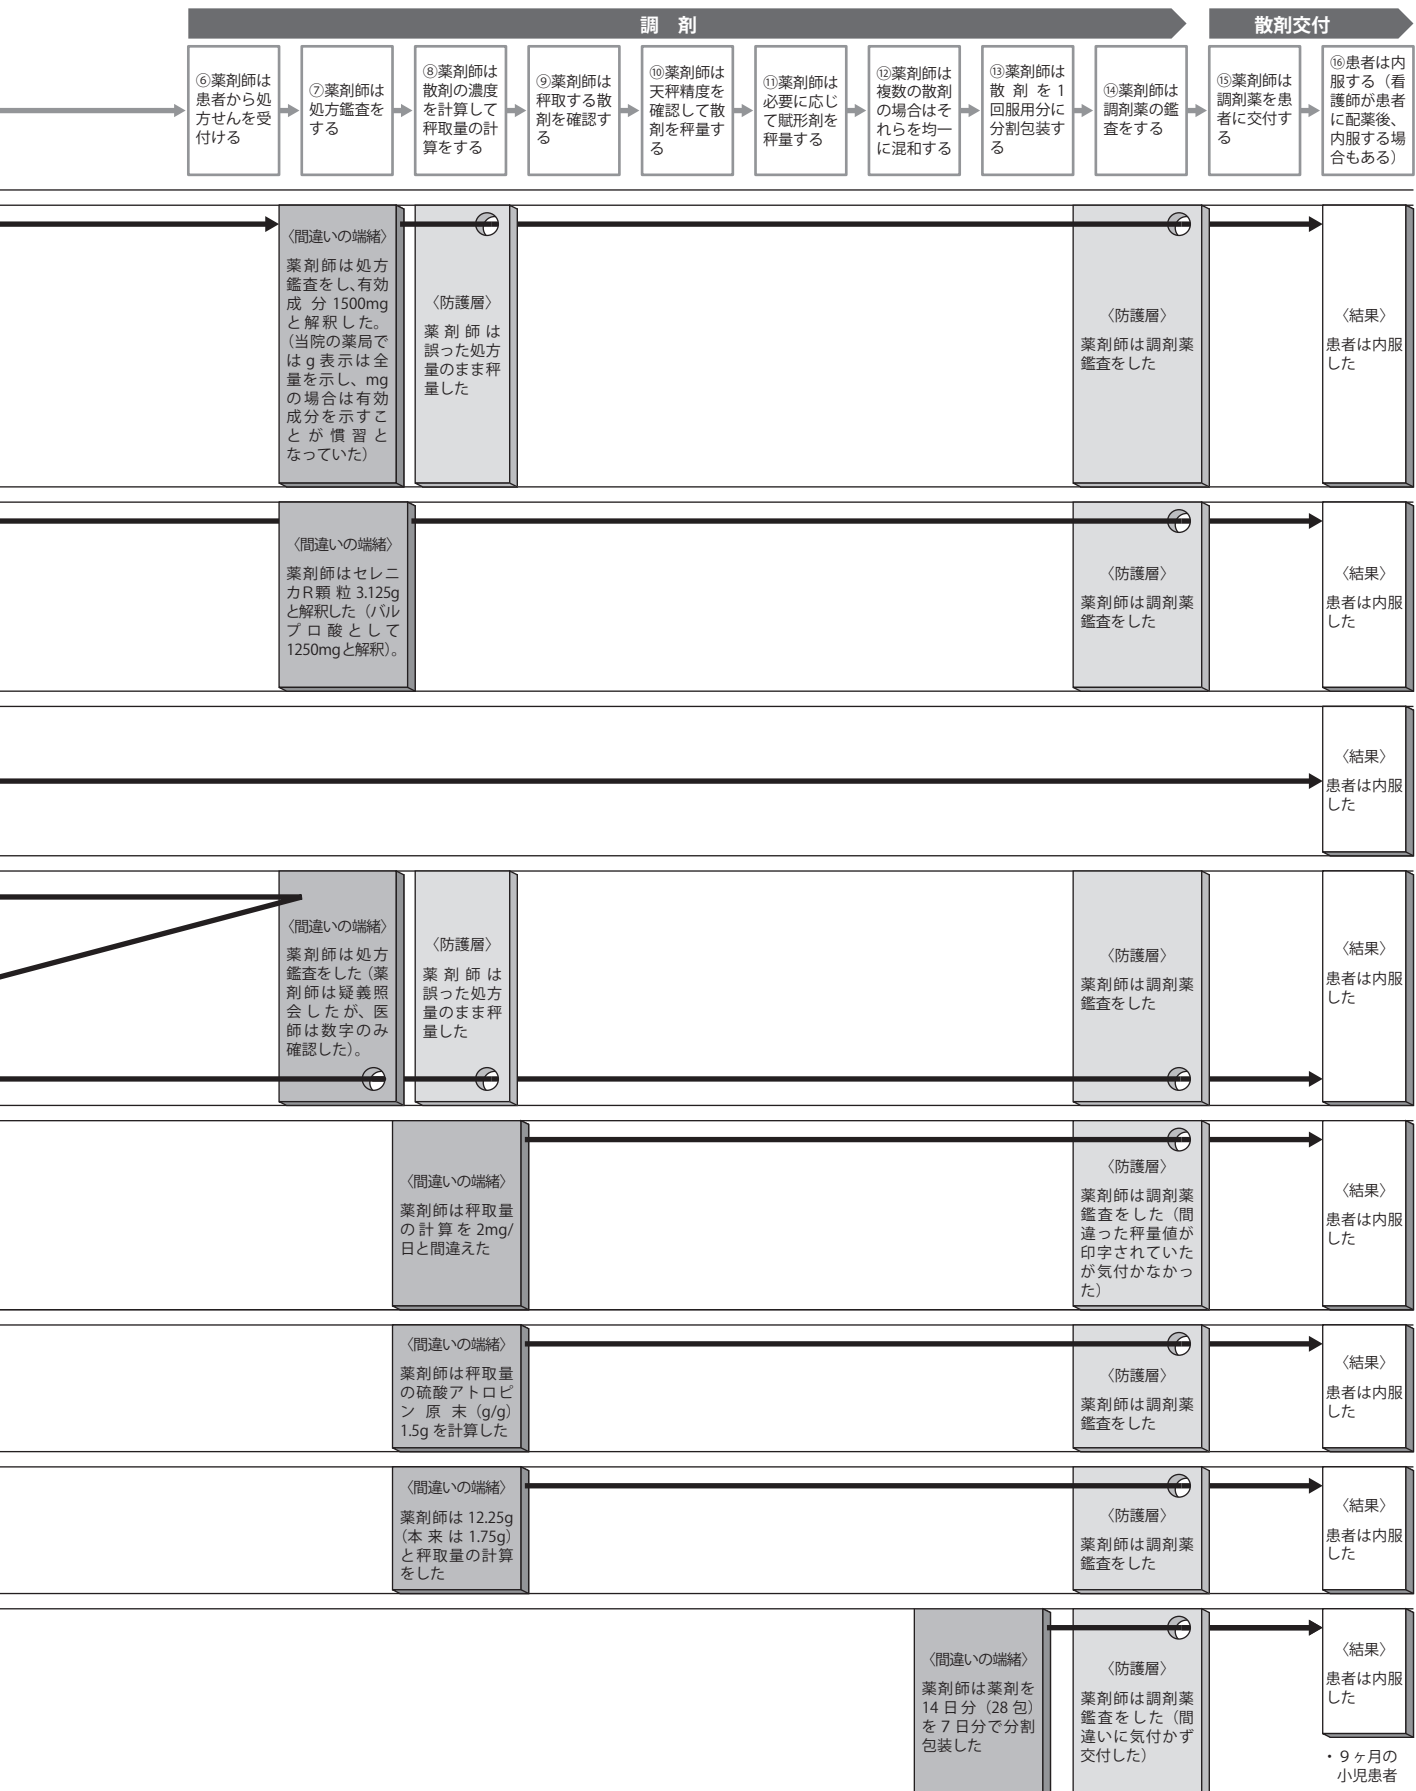 調 剤
散剤交付
⑥薬剤師は
患者から処
方せんを受
付ける
⑦薬剤師は
処方鑑査を
する
⑧薬剤師は
散剤の濃度
を計算して
秤取量の計
算をする
⑨薬剤師は
秤取する散
剤を確認す
る
⑩薬剤師は
天秤精度を
確認して散
剤を秤量す
る
⑪薬剤師は
必要に応じ
て賦形剤を
秤量する
⑫薬剤師は
複数の散剤
の場合はそ
れらを均一
に混和する
⑬薬剤師は
散剤を1
回服用分に
分割包装す
る
⑭薬剤師は
調剤薬の鑑
査をする
⑮薬剤師は
調剤薬を患
者に交付す
る
⑯患者は内
服する（看
護師が患者
に配薬後、
内服する場
合もある）
〈間違いの端緒〉
薬剤師は処方
鑑査をし、有効
成分1500mg
と解釈した。
（当院の薬局で
はg表示は全
量を示し、mg
の場合は有効
成分を示すこ
とが慣習と
なっていた）
〈防護層〉
薬剤師は
誤った処方
量のまま秤
量した
〈防護層〉
薬剤師は調剤薬
鑑査をした
〈結果〉
患者は内服
した
〈間違いの端緒〉
薬剤師はセレニ
カR顆粒3.125g
と解釈した（バル
プロ酸として
1250mgと解釈）。
〈防護層〉
薬剤師は調剤薬
鑑査をした
〈結果〉
患者は内服
した
〈結果〉
患者は内服
した
〈間違いの端緒〉
薬剤師は処方
鑑査をした（薬
剤師は疑義照
会したが、医
師は数字のみ
確認した）。
〈防護層〉
薬剤師は
誤った処方
量のまま秤
量した
〈防護層〉
薬剤師は調剤薬
鑑査をした
〈結果〉
患者は内服
した
〈間違いの端緒〉
薬剤師は秤取量
の計算を2mg/
日と間違えた
〈防護層〉
薬剤師は調剤薬
鑑査をした（間
違った秤量値が
印字されていた
が気付かなかっ
た）
〈結果〉
患者は内服
した
〈間違いの端緒〉
薬剤師は秤取量
の硫酸アトロピ
ン原末（g/g）
1.5gを計算した
〈防護層〉
薬剤師は調剤薬
鑑査をした
〈結果〉
患者は内服
した
〈間違いの端緒〉
薬剤師は12.25g
（本来は1.75g）
と秤取量の計算
をした
〈防護層〉
薬剤師は調剤薬
鑑査をした
〈結果〉
患者は内服
した
〈間違いの端緒〉
薬剤師は薬剤を
14日分（28包）
を7日分で分割
包装した
〈防護層〉
薬剤師は調剤薬
鑑査をした（間
違いに気付かず
交付した）
〈結果〉
患者は内服
した
・9ヶ月の
小児患者